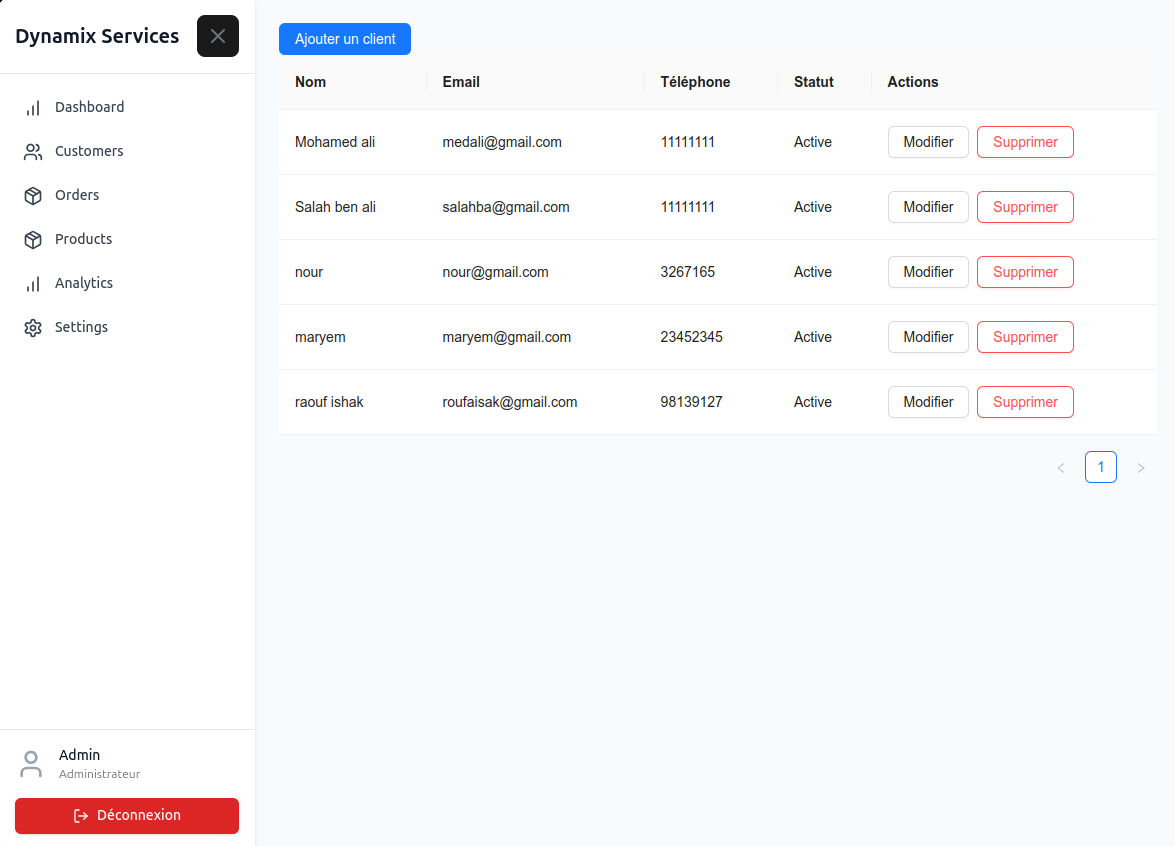 Dynamix Services
Dashboard
Customers
Orders
Products
Analytics
Settings
Admin
Administrateur
Déconnexion
Ajouter un client
Nom Email Téléphone Statut Actions
Mohamed ali medali@gmail.com 11111111 Active Modifier Supprimer
Salah ben ali salahba@gmail.com 11111111 Active Modifier Supprimer
nour nour@gmail.com 3267165 Active Modifier Supprimer
maryem maryem@gmail.com 23452345 Active Modifier Supprimer
raouf ishak roufaisak@gmail.com 98139127 Active Modifier Supprimer
1